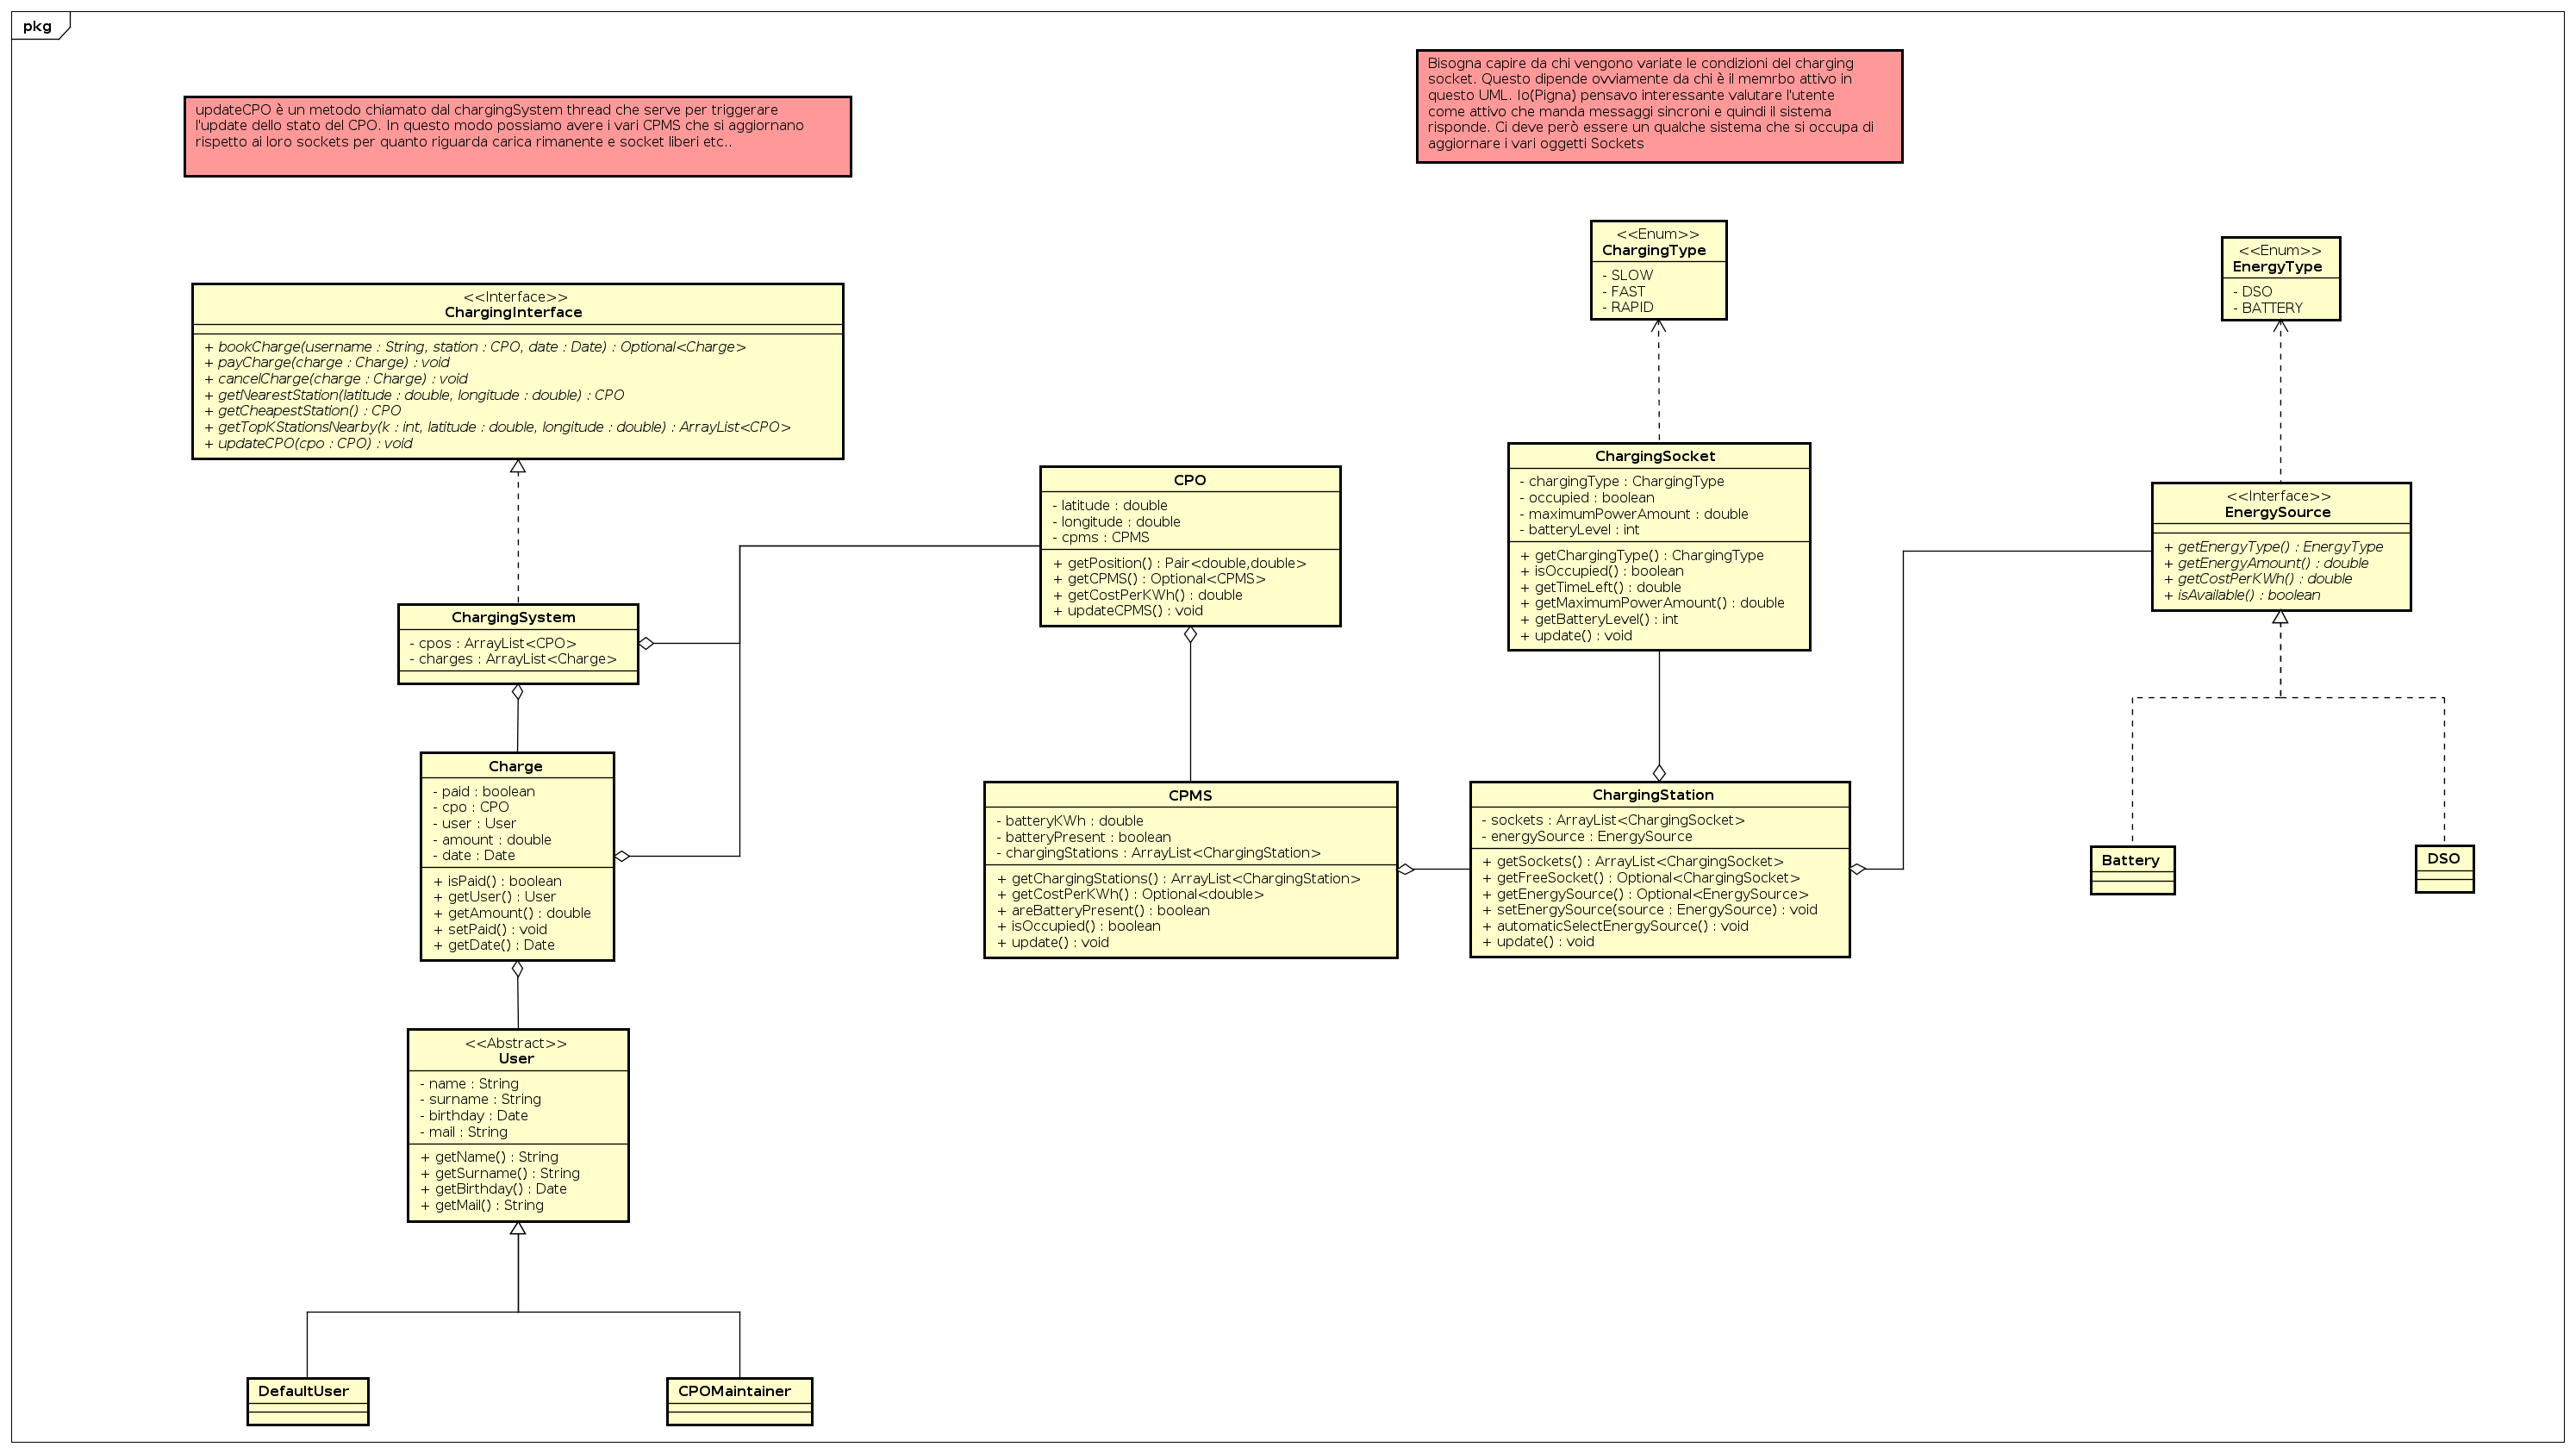 pkg
updateCPO è un metodo chiamato dal chargingSystem thread che serve per triggerare
l'update dello stato del CPO. In questo modo possiamo avere i vari CPMS che si aggiornano
rispetto ai loro sockets per quanto riguarda carica rimanente e socket liberi etc..
Bisogna capire da chi vengono variate le condizioni del charging
socket. Questo dipende ovviamente da chi è il memrbo attivo in
questo UML. Io(Pigna) pensavo interessante valutare l'utente
come attivo che manda messaggi sincroni e quindi il sistema
risponde. Ci deve però essere un qualche sistema che si occupa di
aggiornare i vari oggetti Sockets
<<Enum>>
ChargingType
- SLOW
- FAST
- RAPID
<<Enum>>
EnergyType
- DSO
- BATTERY
<<Interface>>
ChargingInterface
+ bookCharge(username : String, station : CPO, date : Date) : Optional<Charge>
+ payCharge(charge : Charge) : void
+ cancelCharge(charge : Charge) : void
+ getNearestStation(latitude : double, longitude : double) : CPO
+ getCheapestStation() : CPO
+ getTopKStationsNearby(k : int, latitude : double, longitude : double) : ArrayList<CPO>
+ updateCPO(cpo : CPO) : void
CPO
- latitude : double
- longitude : double
- cpms : CPMS
+ getPosition() : Pair<double,double>
+ getCPMS() : Optional<CPMS>
+ getCostPerKWh() : double
+ updateCPMS() : void
ChargingSocket
- chargingType : ChargingType
- occupied : boolean
- maximumPowerAmount : double
- batteryLevel : int
+ getChargingType() : ChargingType
+ isOccupied() : boolean
+ getTimeLeft() : double
+ getMaximumPowerAmount() : double
+ getBatteryLevel() : int
+ update() : void
<<Interface>>
EnergySource
+ getEnergyType() : EnergyType
+ getEnergyAmount() : double
+ getCostPerKWh() : double
+ isAvailable() : boolean
ChargingSystem
- cpos : ArrayList<CPO>
- charges : ArrayList<Charge>
Charge
- paid : boolean
- cpo : CPO
- user : User
- amount : double
- date : Date
+ isPaid() : boolean
+ getUser() : User
+ getAmount() : double
+ setPaid() : void
+ getDate() : Date
CPMS
- batteryKWh : double
- batteryPresent : boolean
- chargingStations : ArrayList<ChargingStation>
+ getChargingStations() : ArrayList<ChargingStation>
+ getCostPerKWh() : Optional<double>
+ areBatteryPresent() : boolean
+ isOccupied() : boolean
+ update() : void
ChargingStation
- sockets : ArrayList<ChargingSocket>
- energySource : EnergySource
+ getSockets() : ArrayList<ChargingSocket>
+ getFreeSocket() : Optional<ChargingSocket>
+ getEnergySource() : Optional<EnergySource>
+ setEnergySource(source : EnergySource) : void
+ automaticSelectEnergySource() : void
+ update() : void
Battery
DSO
<<Abstract>>
User
- name : String
- surname : String
- birthday : Date
- mail : String
+ getName() : String
+ getSurname() : String
+ getBirthday() : Date
+ getMail() : String
DefaultUser
CPOMaintainer